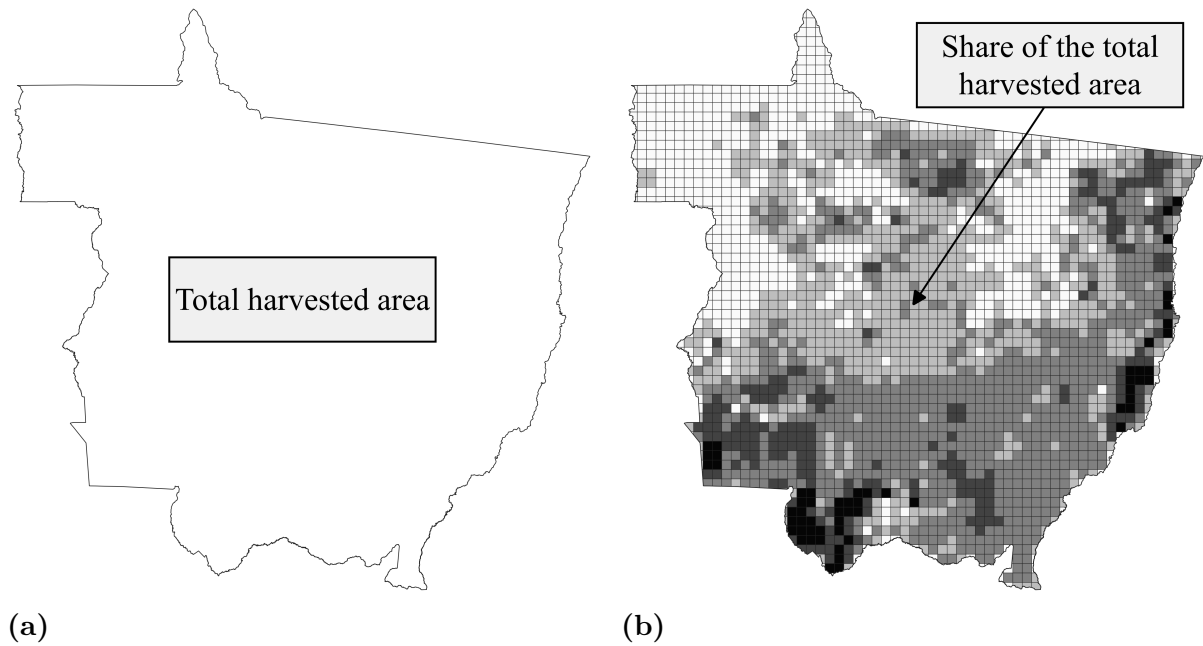 Total harvested area
Share of the total
harvested area
(a)
(b)